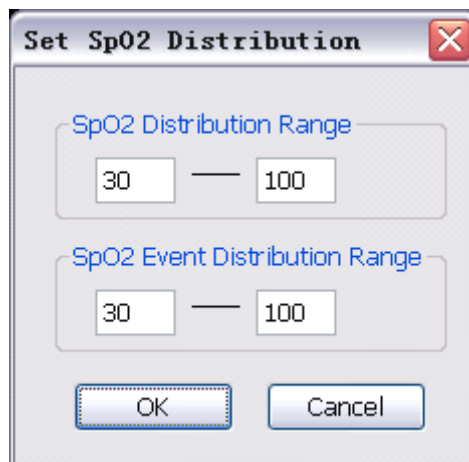 Set SpO2 Distribution
SpO2 Distribution Range
30 — 100
SpO2 Event Distribution Range
30 — 100
OK Cancel